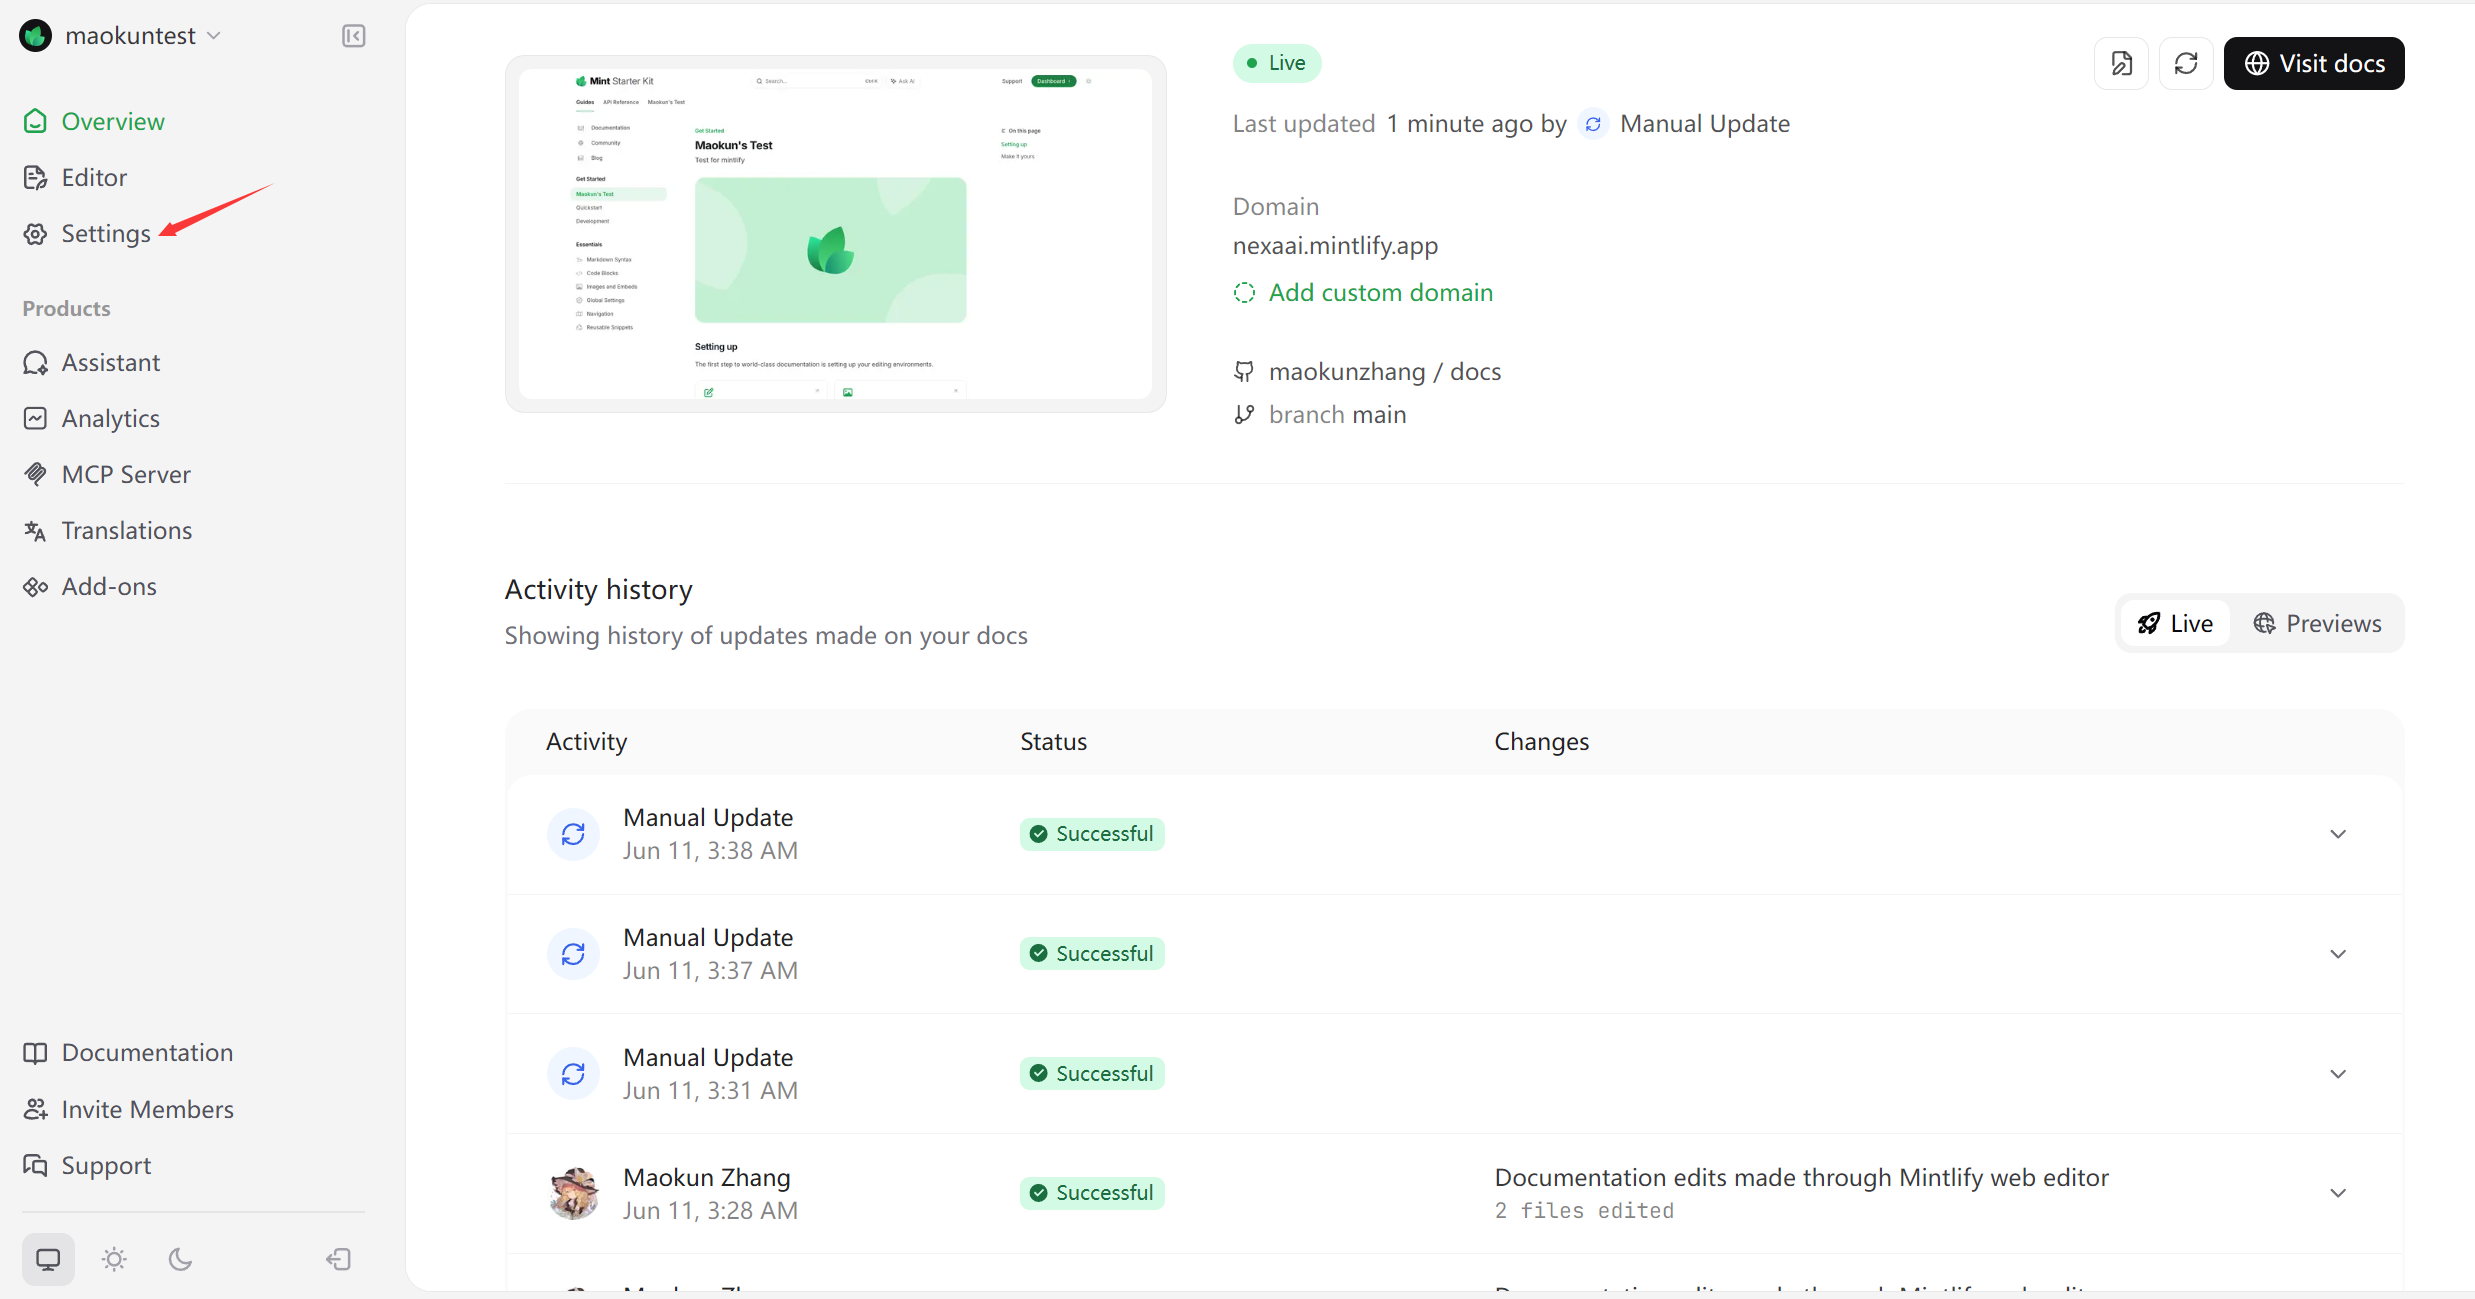 maokuntest
Overview
Editor
Settings
Products
Assistant
Analytics
MCP Server
Translations
Add-ons
Documentation
Invite Members
Support
Mint Starter Kit
Search...
Ctrl K
Ask AI
Support
Dashboard
Guides
API Reference
Maokun's Test
Documentation
Community
Blog
Get Started
Maokun's Test
Quickstart
Development
Essentials
Markdown Syntax
Code Blocks
Images and Embeds
Global Settings
Navigation
Reusable Snippets
Get Started
Maokun's Test
Test for mintlify
Setting up
The first step to world-class documentation is setting up your editing environments.
On this page
Setting up
Make it yours
Live
Visit docs
Last updated 1 minute ago by Manual Update
Domain
nexaai.mintlify.app
Add custom domain
maokunzhang / docs
branch main
Activity history
Showing history of updates made on your docs
Live
Previews
Activity
Status
Changes
Manual Update
Jun 11, 3:38 AM
Successful
Manual Update
Jun 11, 3:37 AM
Successful
Manual Update
Jun 11, 3:31 AM
Successful
Maokun Zhang
Jun 11, 3:28 AM
Successful
Documentation edits made through Mintlify web editor
2 files edited